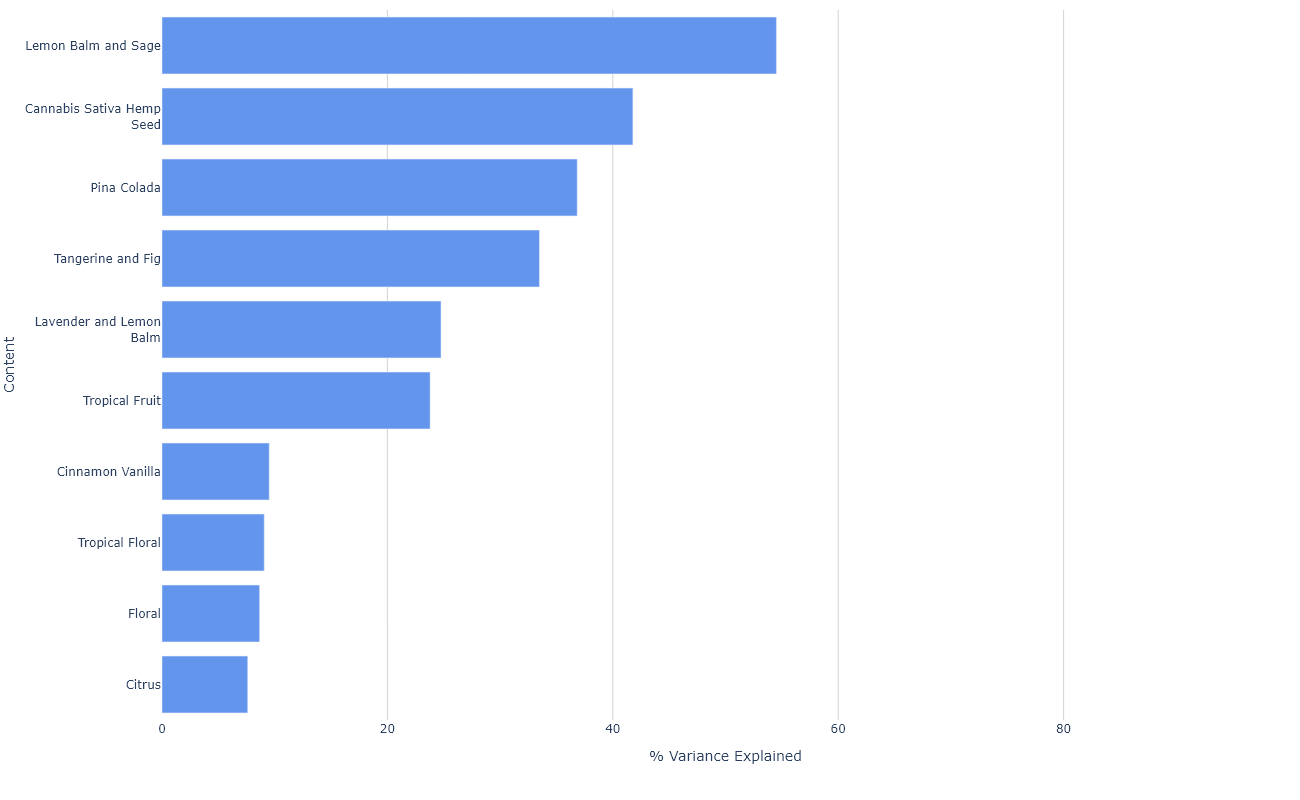 Lemon Balm and Sage
Cannabis Sativa Hemp
Seed
Pina Colada
Tangerine and Fig
Lavender and Lemon
Balm
Tropical Fruit
Cinnamon Vanilla
Tropical Floral
Floral
Citrus
Content
0 20 40 60 80
% Variance Explained